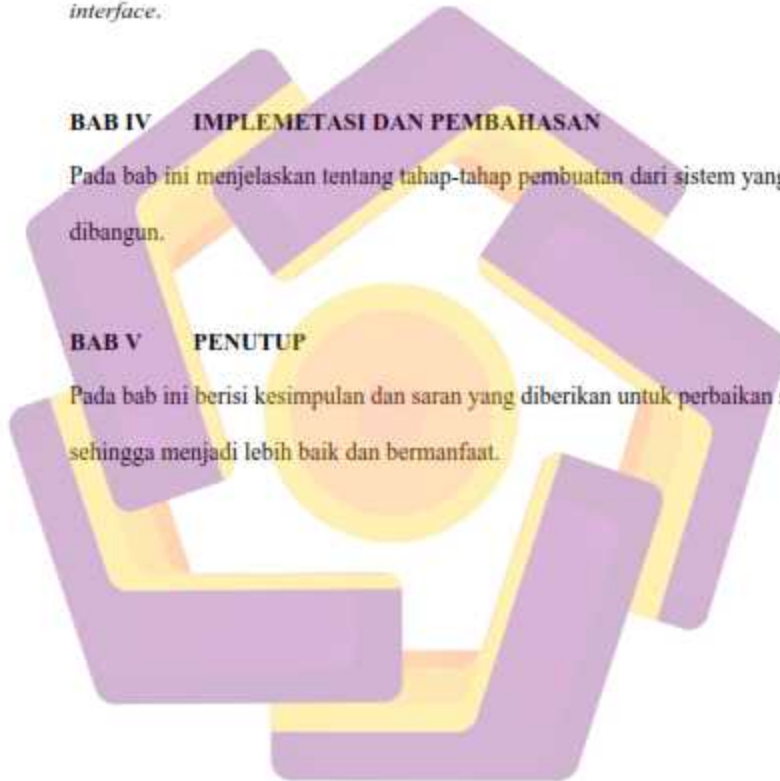 interface.
BAB IV IMPLEMETASI DAN PEMBAHASAN
Pada bab ini menjelaskan tentang tahap-tahap pembuatan dari sistem yang
dibangun.
BAB V PENUTUP
Pada bab ini berisi kesimpulan dan saran yang diberikan untuk perbaikan
sehingga menjadi lebih baik dan bermanfaat.